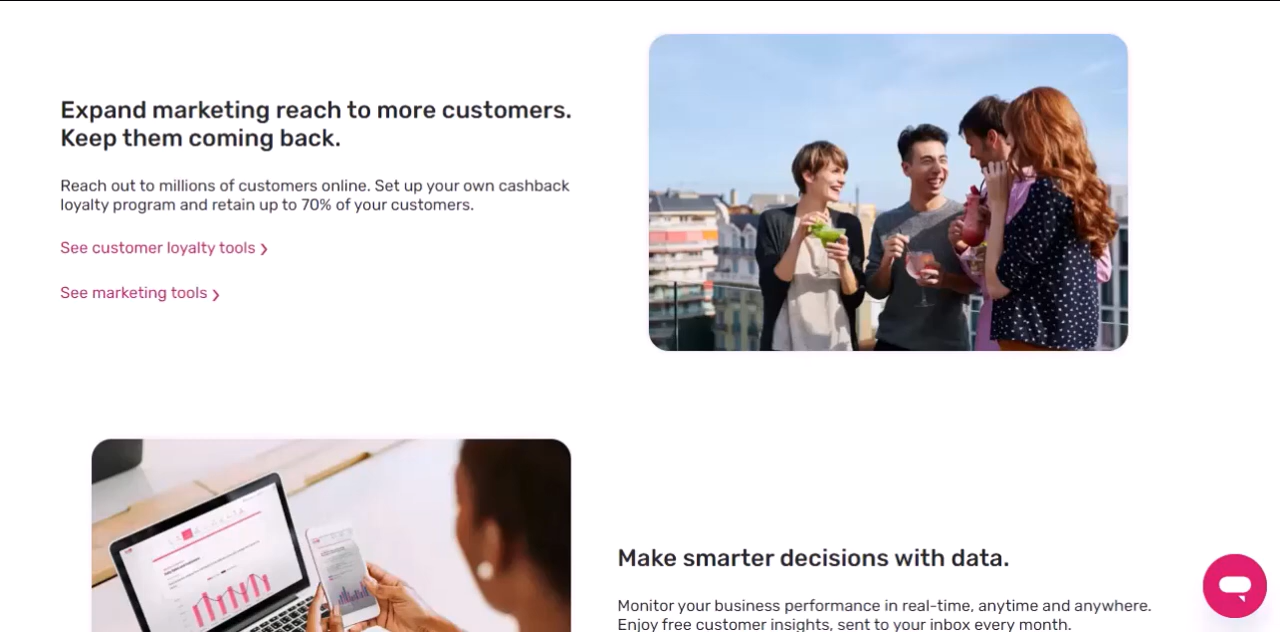 Expand marketing reach to more customers.
Keep them coming back.
Reach out to millions of customers online. Set up your own cashback
loyalty program and retain up to 70% of your customers.
See customer loyalty tools ❯
See marketing tools ❯
Make smarter decisions with data.
Monitor your business performance in real-time, anytime and anywhere.
Enjoy free customer insights, sent to your inbox every month.